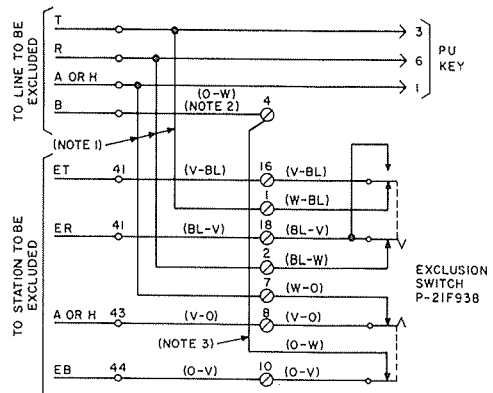 TO LINE TO BE EXCLUDED
T
3
R
6
PU KEY
A OR H
1
B
(O-W)
(NOTE 2)
4
(NOTE 1)
TO STATION TO BE EXCLUDED
ET 41 (V-BL) 16 (V-BL)
1 (W-BL)
ER 41 (BL-V) 18 (BL-V)
2 (BL-W)
7 (W-O)
EXCLUSION SWITCH P-21F938
A OR H 43 (V-O) 8 (V-O)
(NOTE 3)
(O-W)
EB 44 (O-V) 10 (O-V)